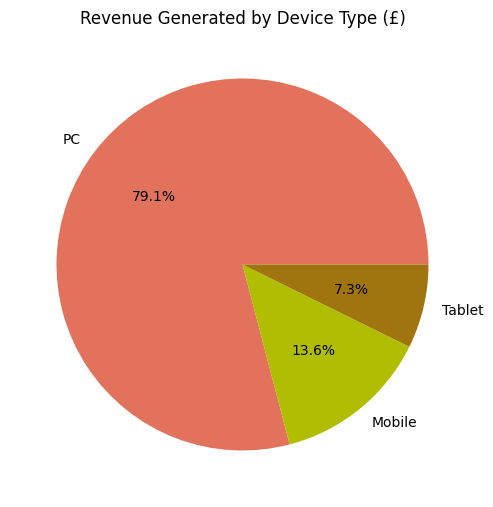 Revenue Generated by Device Type (£)
PC
79.1%
7.3%
Tablet
13.6%
Mobile